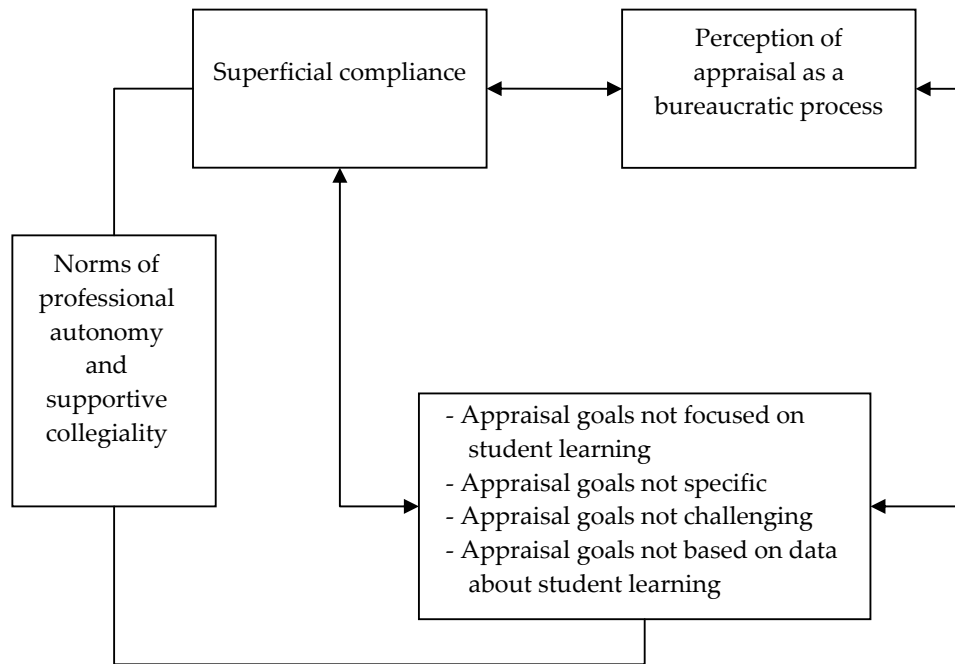 Superficial compliance
Perception of
appraisal as a
bureaucratic process
Norms of
professional
autonomy
and
supportive
collegiality
- Appraisal goals not focused on
student learning
- Appraisal goals not specific
- Appraisal goals not challenging
- Appraisal goals not based on data
about student learning